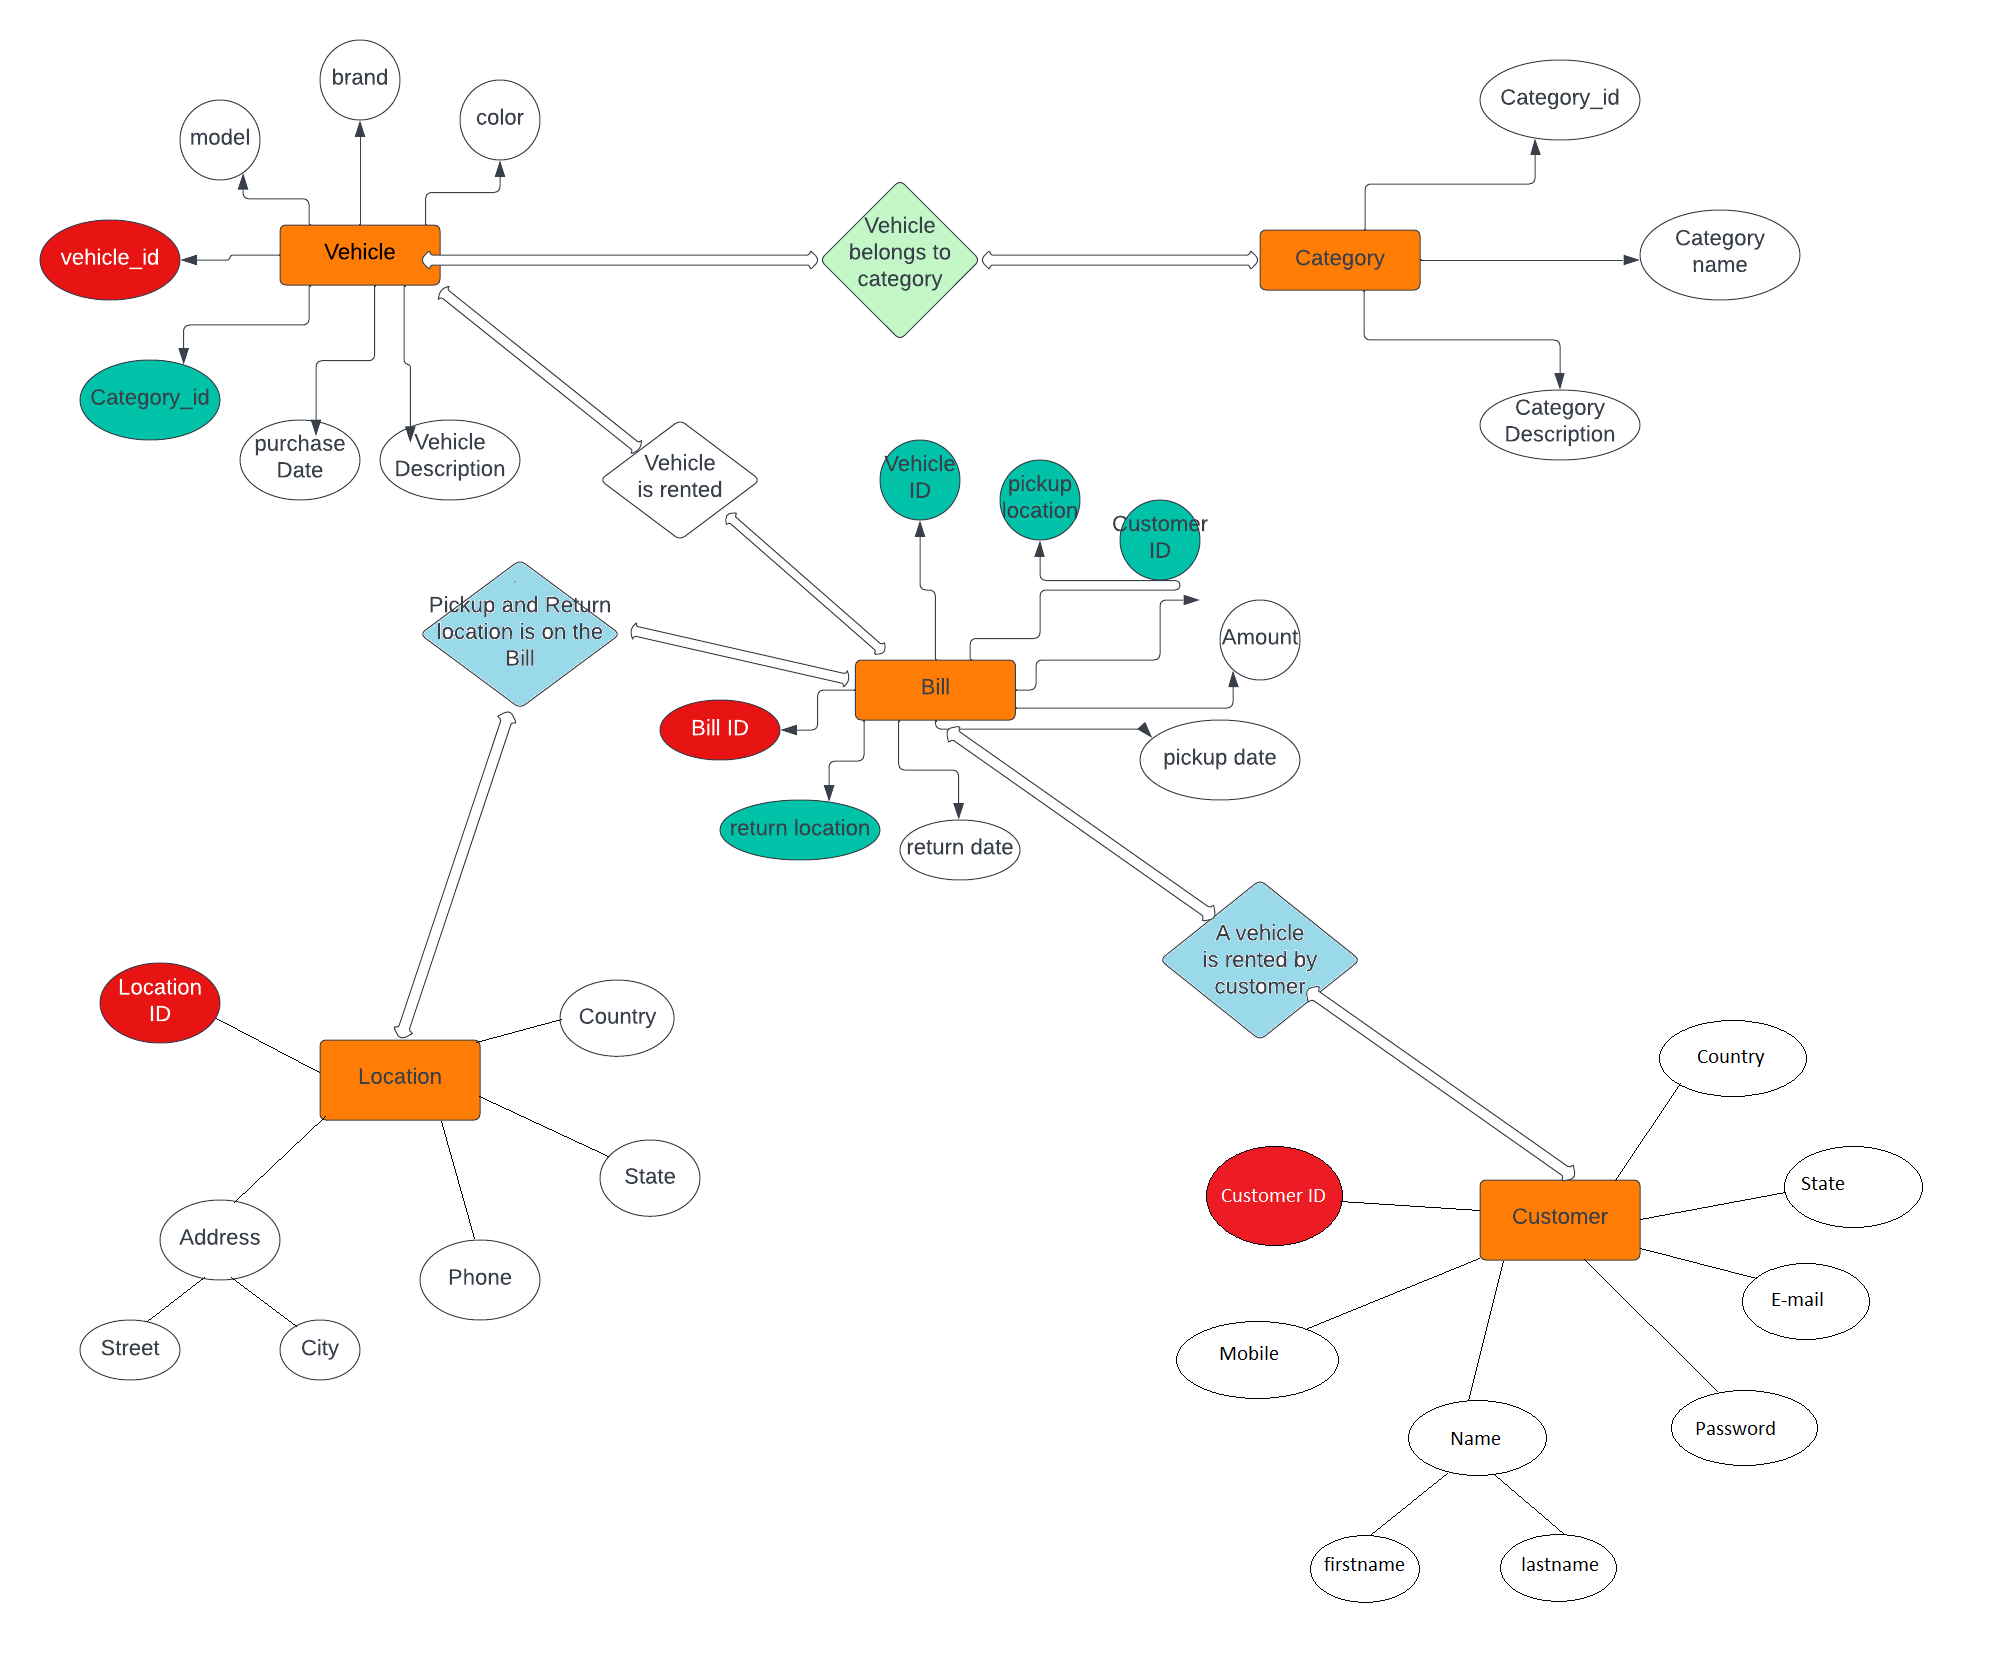 brand
color
model
Category_id
Vehicle
belongs to
category
Category
name
vehicle_id
Vehicle
Category
Category_id
purchase
Date
Vehicle
Description
Category
Description
Vehicle
is rented
Vehicle
ID
pickup
location
Customer
ID
Pickup and Return
location is on the
Bill
Amount
Bill
Bill ID
pickup date
return location
return date
A vehicle
is rented by
customer
Location
ID
Country
Location
State
Address
Phone
Street
City
Country
State
Customer ID
Customer
E-mail
Mobile
Name
Password
firstname
lastname